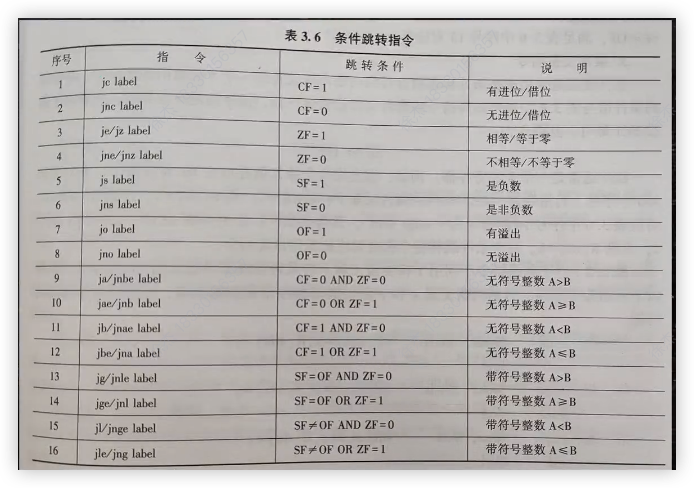 表 3.6 条件跳转指令
序号 指 令 跳转条件 说 明
1 jc label CF=1 有进位/借位
2 jnc label CF=0 无进位/借位
3 je/jz label ZF=1 相等/等于零
4 jne/jnz label ZF=0 不相等/不等于零
5 js label SF=1 是负数
6 jns label SF=0 是非负数
7 jo label OF=1 有溢出
8 jno label OF=0 无溢出
9 ja/jnbe label CF=0 AND ZF=0 无符号整数 A>B
10 jae/jnb label CF=0 OR ZF=1 无符号整数 A≥B
11 jb/jnae label CF=1 AND ZF=0 无符号整数 A<B
12 jbe/jna label CF=1 OR ZF=1 无符号整数 A≤B
13 jg/jnle label SF=OF AND ZF=0 带符号整数 A>B
14 jge/jnl label SF=OF OR ZF=1 带符号整数 A≥B
15 jl/jnge label SF≠OF AND ZF=0 带符号整数 A<B
16 jle/jng label SF≠OF OR ZF=1 带符号整数 A≤B